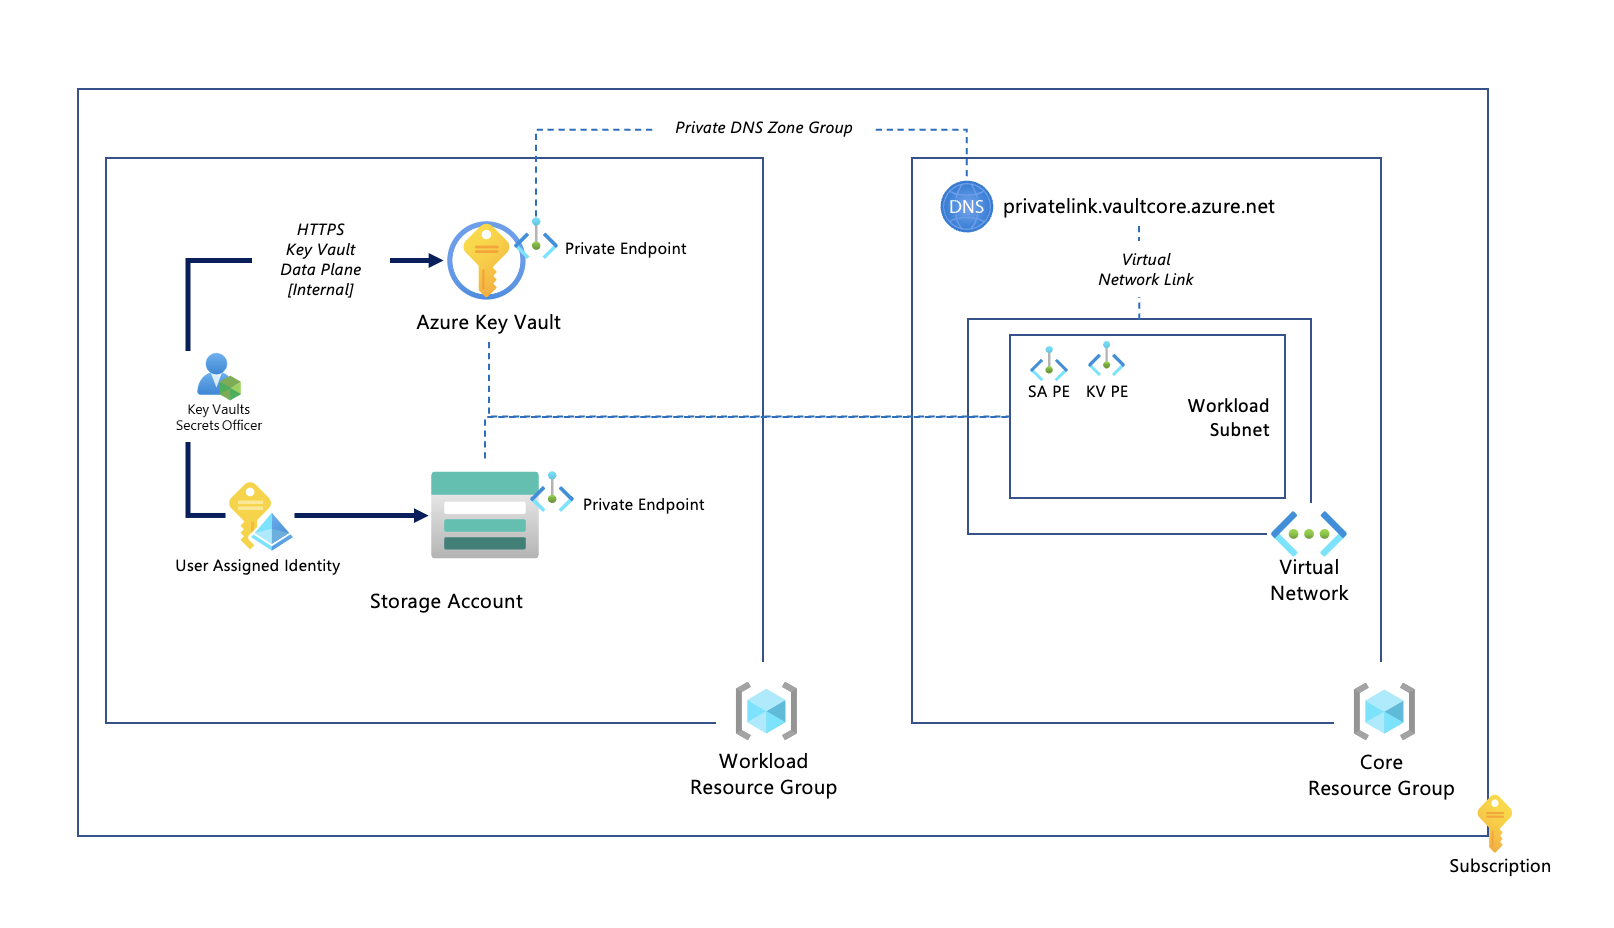 Private DNS Zone Group
HTTPS
Key Vault
Data Plane
[Internal]
Private Endpoint
Azure Key Vault
Key Vaults
Secrets Officer
User Assigned Identity
Private Endpoint
Storage Account
Workload
Resource Group
DNS
privatelink.vaultcore.azure.net
Virtual
Network Link
SA PE
KV PE
Workload
Subnet
Virtual
Network
Core
Resource Group
Subscription